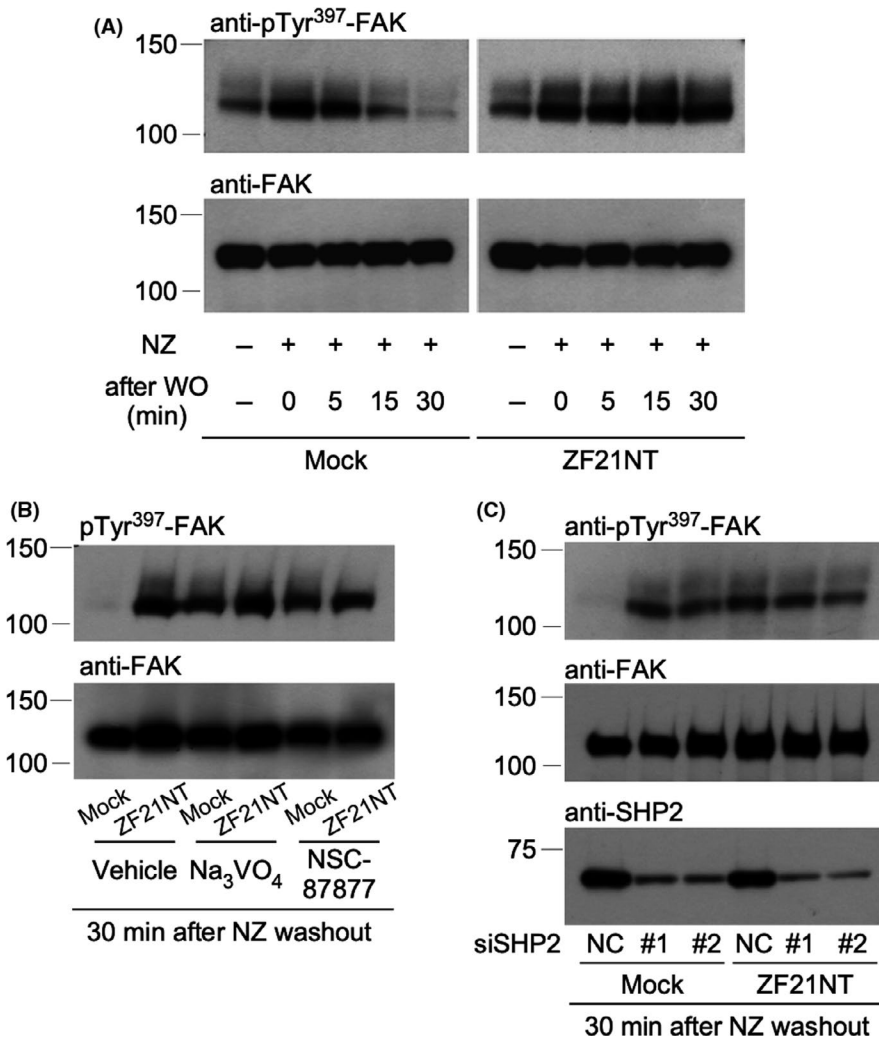 (A)
anti-pTyr³⁹⁷-FAK
150
100
anti-FAK
150
100
NZ – + + + + – + + + +
after WO (min) – 0 5 15 30 – 0 5 15 30
Mock ZF21NT
(B)
pTyr³⁹⁷-FAK
150
100
anti-FAK
150
100
Mock ZF21NT Mock ZF21NT Mock ZF21NT
Vehicle Na₃VO₄ NSC-87877
30 min after NZ washout
(C)
anti-pTyr³⁹⁷-FAK
150
100
anti-FAK
150
100
anti-SHP2
75
siSHP2 NC #1 #2 NC #1 #2
Mock ZF21NT
30 min after NZ washout